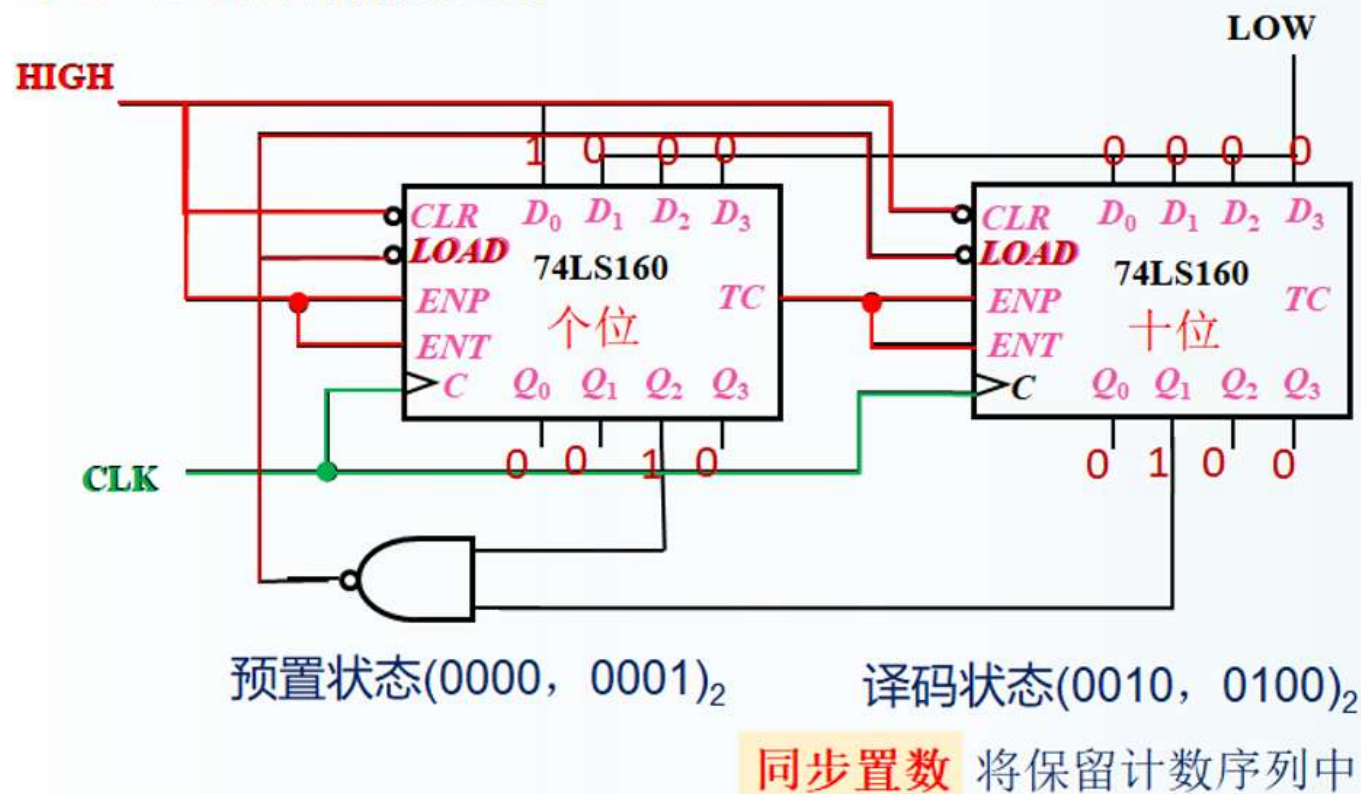 LOW
HIGH
1 0 0 0 0 0 0 0
CLR D0 D1 D2 D3 CLR D0 D1 D2 D3
LOAD LOAD
74LS160 74LS160
ENP TC ENP TC
个位 十位
ENT ENT
C Q0 Q1 Q2 Q3 C Q0 Q1 Q2 Q3
0 0 1 0 0 1 0 0
CLK
预置状态(0000，0001)2 译码状态(0010，0100)2
同步置数 将保留计数序列中